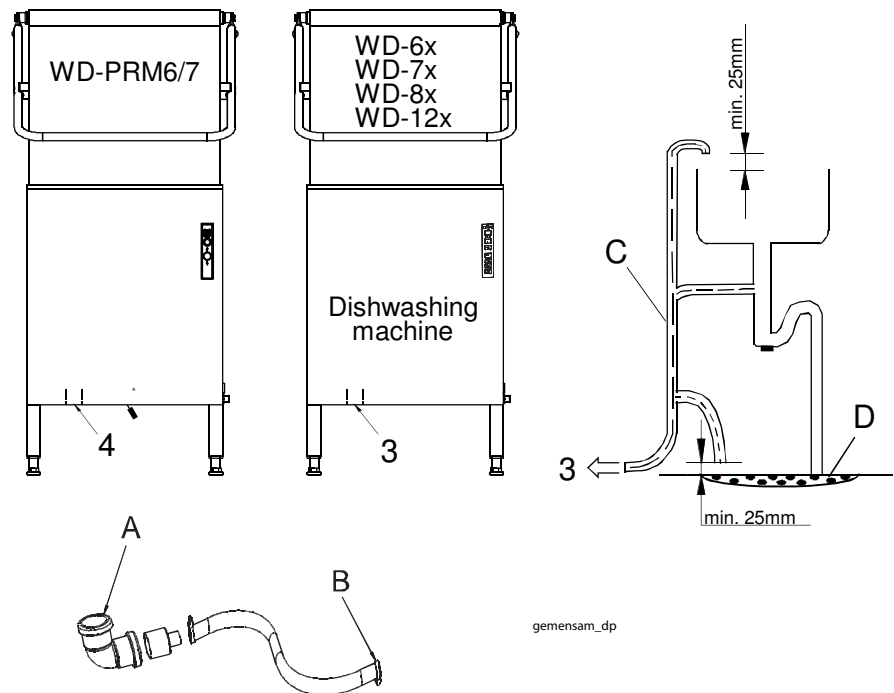 WD-PRM6/7
WD-6x
WD-7x
WD-8x
WD-12x
min. 25mm
C
Dishwashing
machine
D
4
3
3
min. 25mm
A
B
gemensam_dp